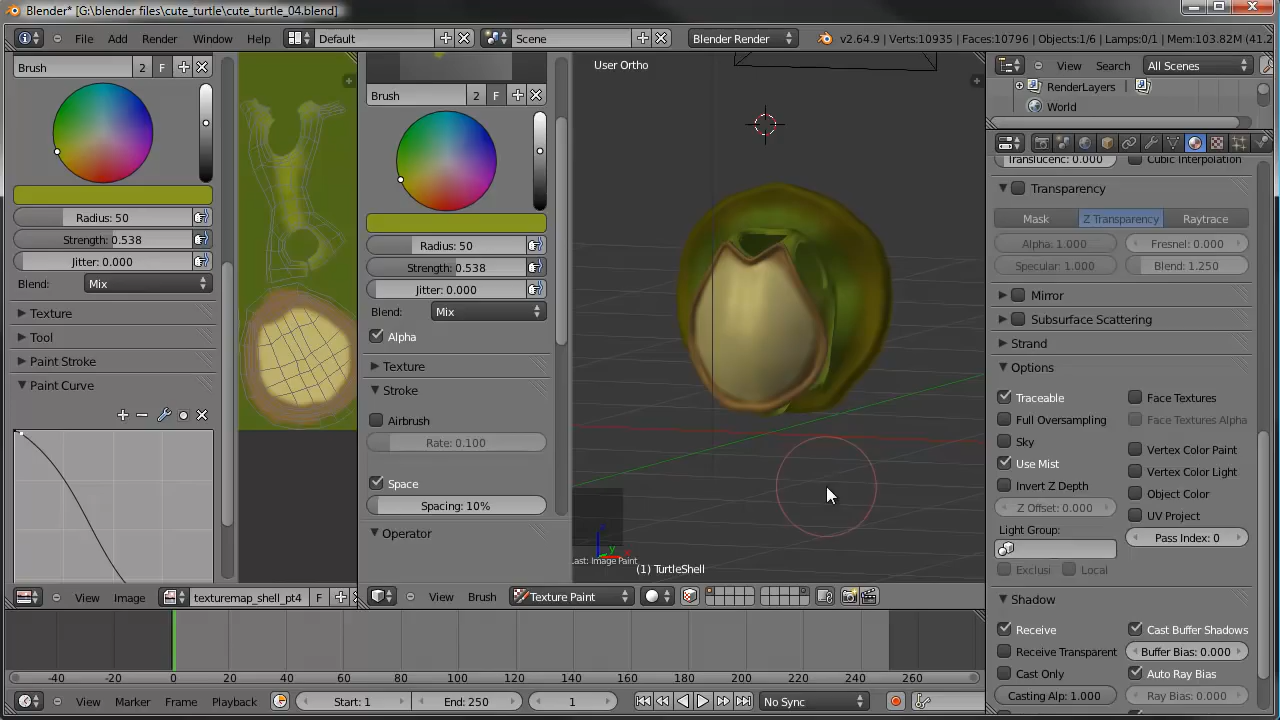 Blender* [G:\blender files\cute_turtle\cute_turtle_04.blend]
File Add Render Window Help Default Scene Blender Render v2.64.9 | Verts:10935 | Faces:10796 | Objects:1/6 | Lamps:0/1 | Mem:103.82M (41.2
Brush 2 F
Radius: 50
Strength: 0.538
Jitter: 0.000
Blend: Mix
Texture
Tool
Paint Stroke
Paint Curve
View Image texturemap_shell_pt4 F
Brush 2 F
Radius: 50
Strength: 0.538
Jitter: 0.000
Blend: Mix
Alpha
Texture
Stroke
Airbrush
Rate: 0.100
Space
Spacing: 10%
Operator
User Ortho
Last: Image Paint
(1) TurtleShell
View Brush Texture Paint
View Search All Scenes
RenderLayers
World
Translucenc: 0.000 Cubic Interpolation
Transparency
Mask Z Transparency Raytrace
Alpha: 1.000 Fresnel: 0.000
Specular: 1.000 Blend: 1.250
Mirror
Subsurface Scattering
Strand
Options
Traceable Face Textures
Full Oversampling Face Textures Alpha
Sky
Use Mist Vertex Color Paint
Invert Z Depth Vertex Color Light
Z Offset: 0.000 Object Color
Light Group: UV Project
Pass Index: 0
Exclusi Local
Shadow
Receive Cast Buffer Shadows
Receive Transparent Buffer Bias: 0.000
Cast Only Auto Ray Bias
Casting Alp: 1.000 Ray Bias: 0.000
-40 -20 0 20 40 60 80 100 120 140 160 180 200 220 240 260
View Marker Frame Playback Start: 1 End: 250 1 No Sync